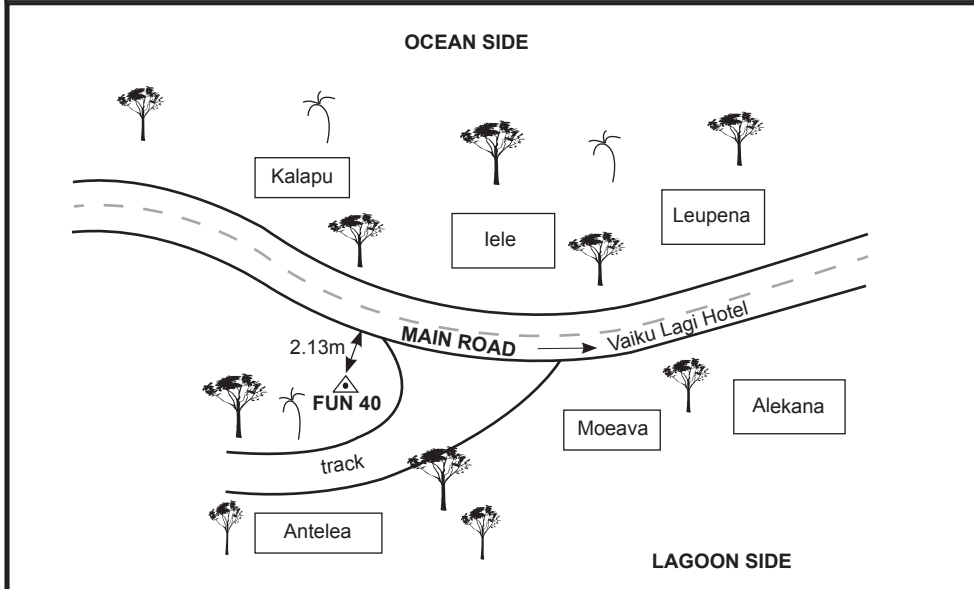 OCEAN SIDE
Kalapu
Leupena
Iele
MAIN ROAD
Vaiku Lagi Hotel
2.13m
FUN 40
Alekana
Moeava
track
Antelea
LAGOON SIDE